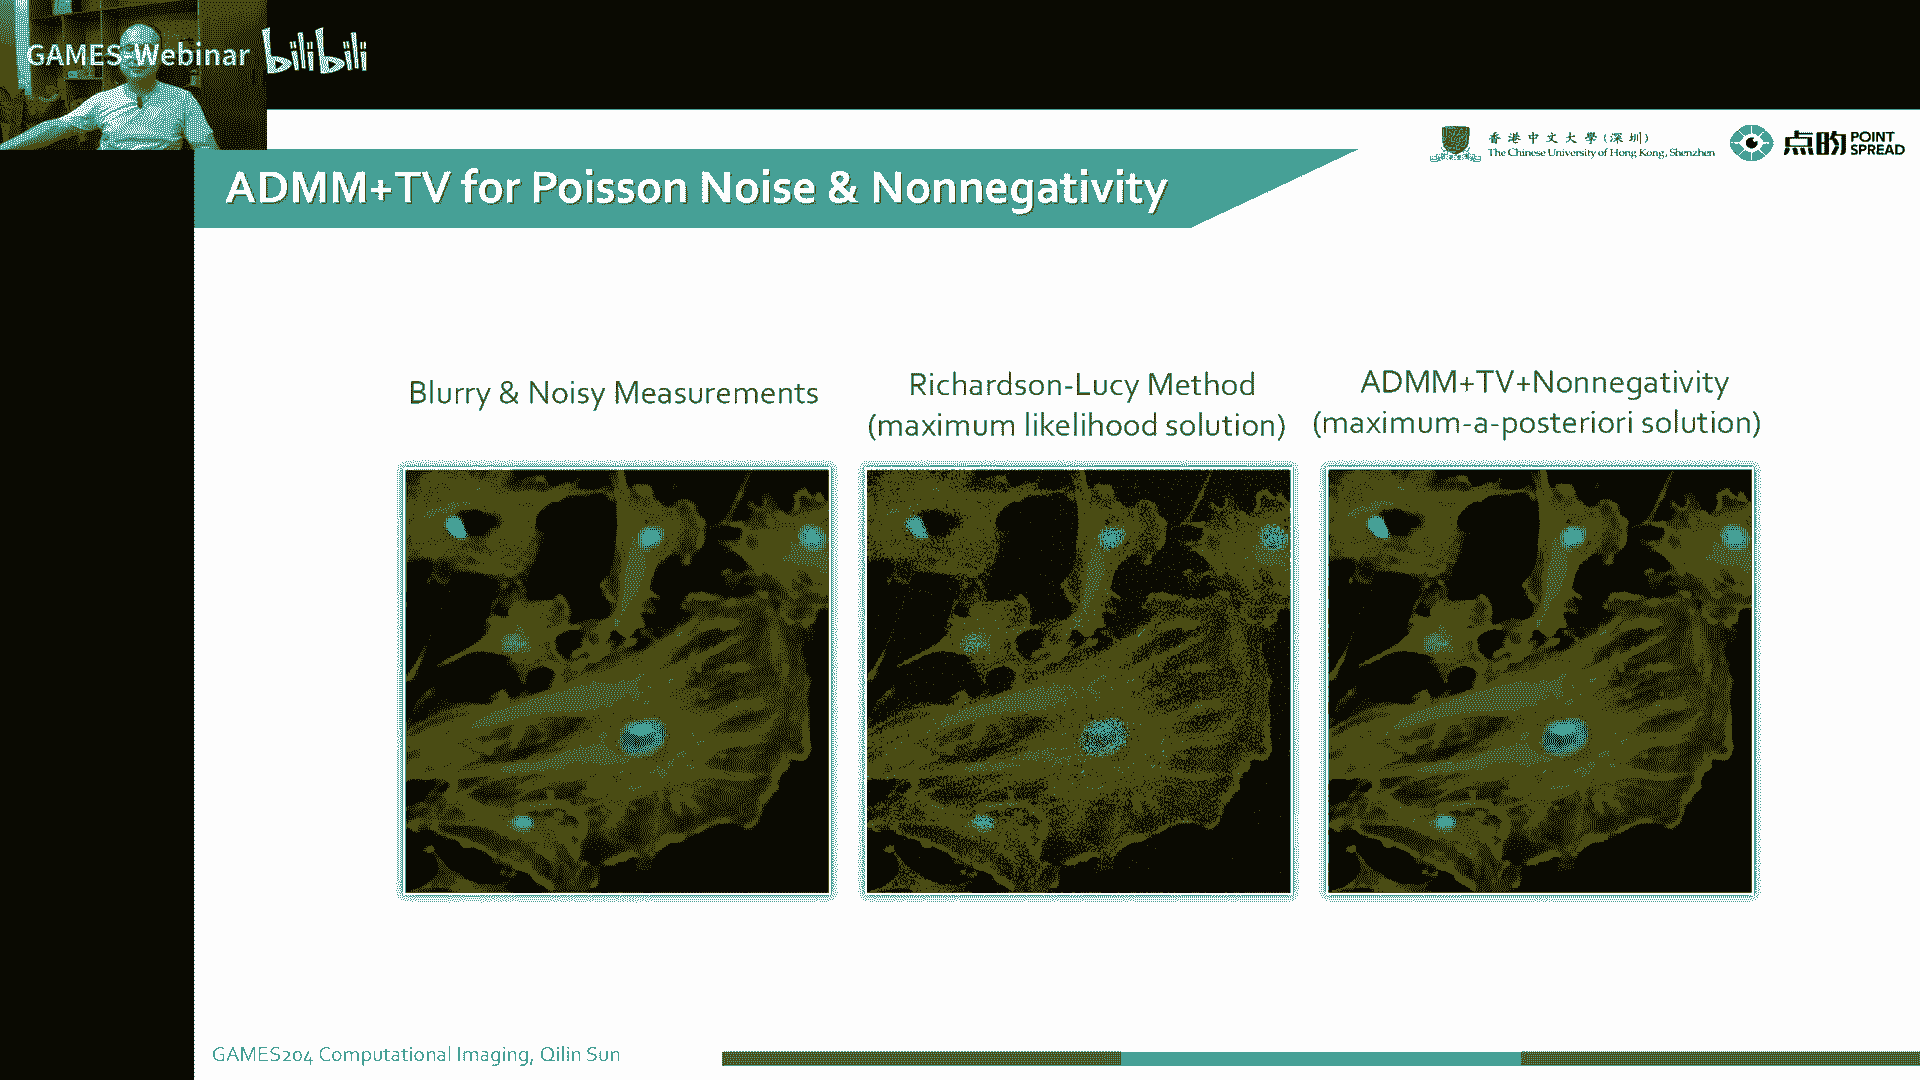 GAMES-Webinar bilibili
香港中文大學(深圳)
The Chinese University of Hong Kong, Shenzhen
点昀 POINT
SPREAD
ADMM+TV for Poisson Noise & Nonnegativity
Blurry & Noisy Measurements
Richardson-Lucy Method
(maximum likelihood solution)
ADMM+TV+Nonnegativity
(maximum-a-posteriori solution)
GAMES204 Computational Imaging, Qilin Sun